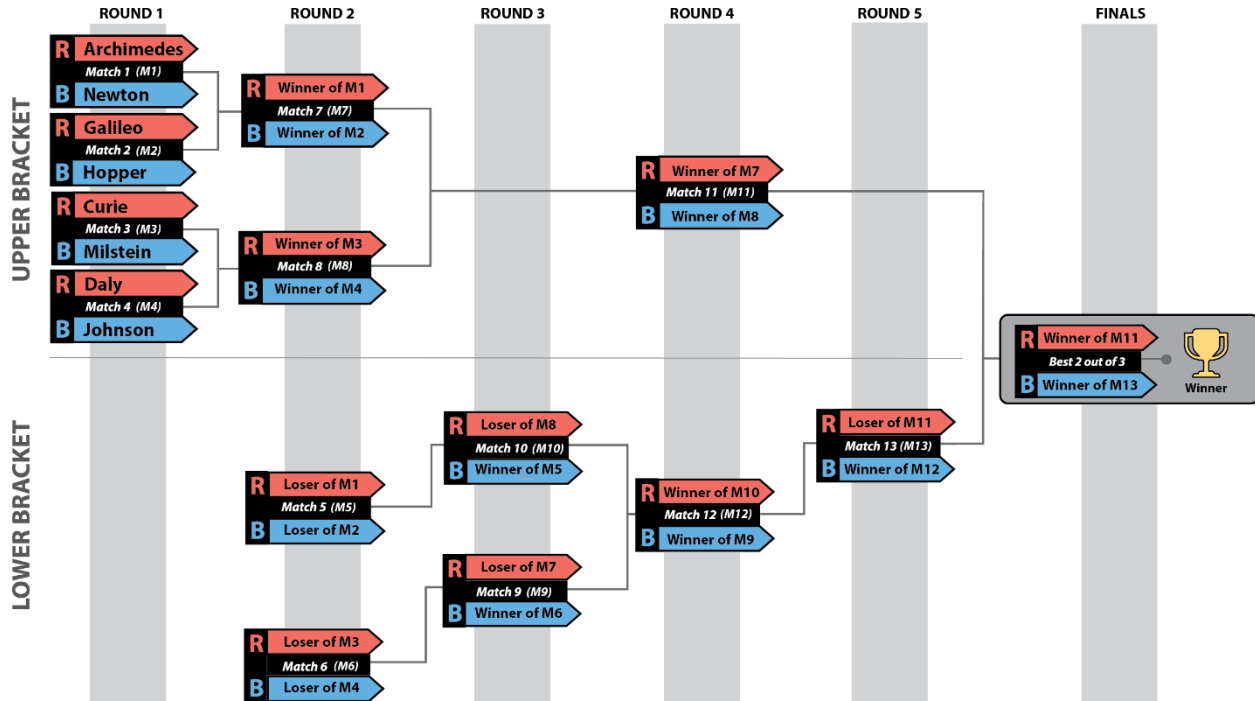 ROUND 1
ROUND 2
ROUND 3
ROUND 4
ROUND 5
FINALS
UPPER BRACKET
R Archimedes
Match 1 (M1)
B Newton
R Galileo
Match 2 (M2)
B Hopper
R Curie
Match 3 (M3)
B Milstein
R Daly
Match 4 (M4)
B Johnson
R Winner of M1
Match 7 (M7)
B Winner of M2
R Winner of M3
Match 8 (M8)
B Winner of M4
R Winner of M7
Match 11 (M11)
B Winner of M8
R Winner of M11
Best 2 out of 3
B Winner of M13
Winner
LOWER BRACKET
R Loser of M1
Match 5 (M5)
B Loser of M2
R Loser of M3
Match 6 (M6)
B Loser of M4
R Loser of M8
Match 10 (M10)
B Winner of M5
R Loser of M7
Match 9 (M9)
B Winner of M6
R Winner of M10
Match 12 (M12)
B Winner of M9
R Loser of M11
Match 13 (M13)
B Winner of M12